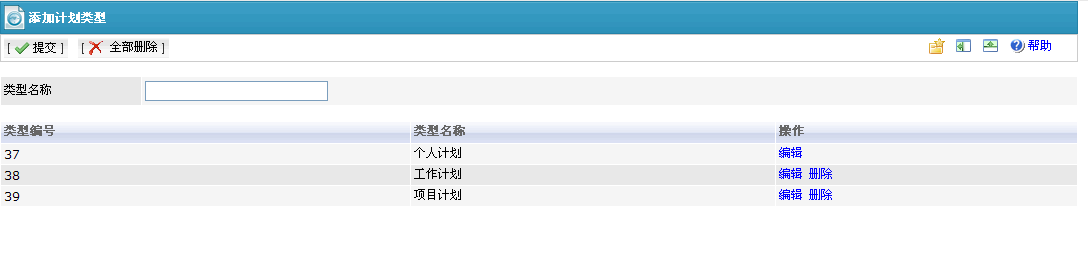 添加计划类型
[ 提交 ] [ 全部删除 ] 帮助
类型名称
类型编号 类型名称 操作
37 个人计划 编辑
38 工作计划 编辑 删除
39 项目计划 编辑 删除